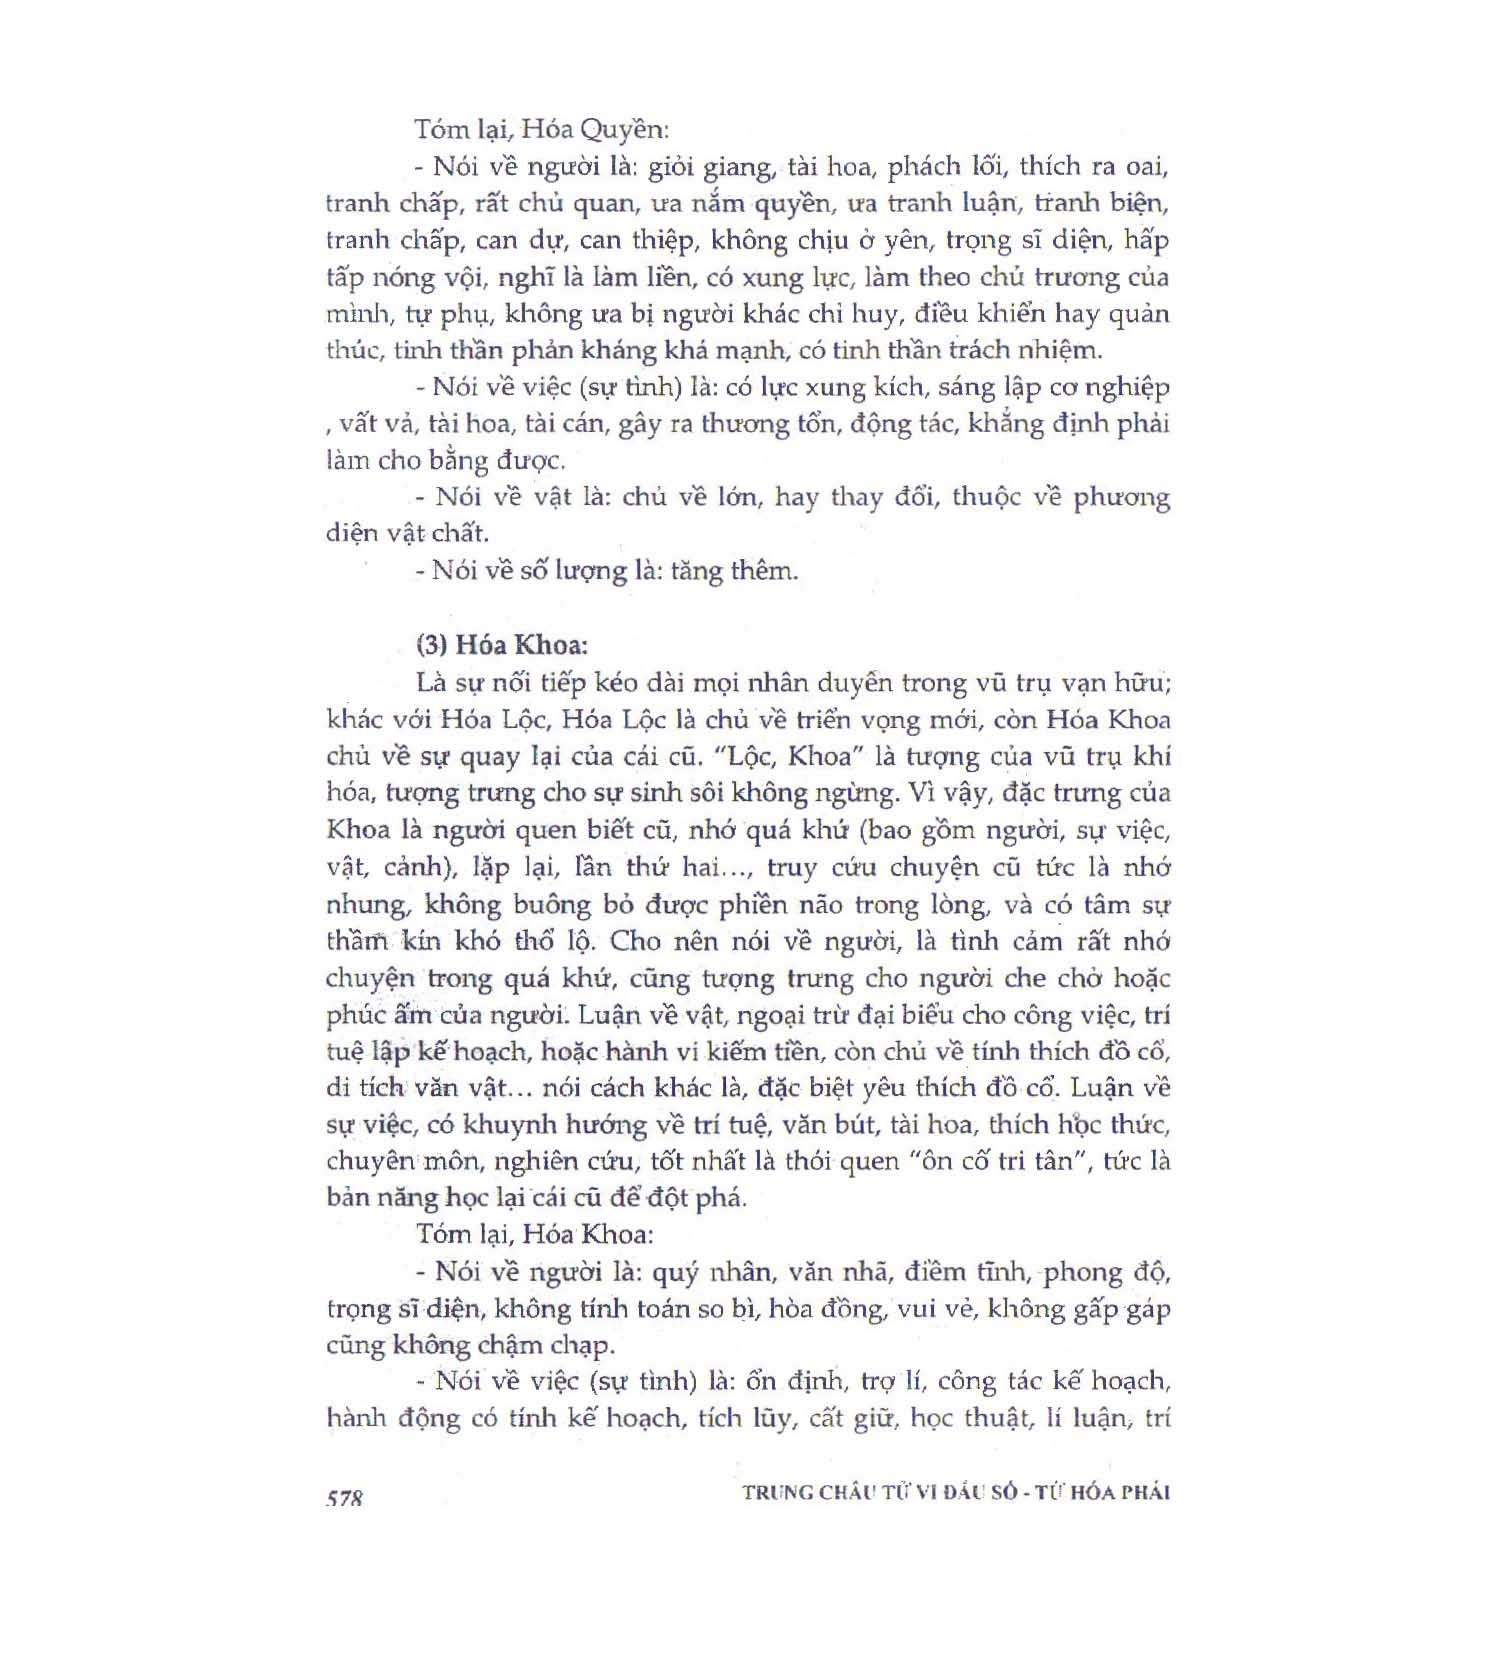 Tóm lại, Hóa Quyền:
- Nói về người là: giỏi giang, tài hoa, phách lối, thích ra oai,
tranh chấp, rất chủ quan, ưa nắm quyền, ưa tranh luận, tranh biện,
tranh chấp, can dự, can thiệp, không chịu ở yên, trọng sĩ diện, hấp
tấp nóng vội, nghĩ là làm liền, có xung lực, làm theo chủ trương của
mình, tự phụ, không ưa bị người khác chỉ huy, điều khiển hay quản
thúc, tinh thần phản kháng khá mạnh, có tinh thần trách nhiệm.
- Nói về việc (sự tình) là: có lực xung kích, sáng lập cơ nghiệp
, vất vả, tài hoa, tài cán, gây ra thương tổn, động tác, khẳng định phải
làm cho bằng được.
- Nói về vật là: chủ về lớn, hay thay đổi, thuộc về phương
diện vật chất.
- Nói về số lượng là: tăng thêm.
(3) Hóa Khoa:
Là sự nối tiếp kéo dài mọi nhân duyên trong vũ trụ vạn hữu;
khác với Hóa Lộc, Hóa Lộc là chủ về triển vọng mới, còn Hóa Khoa
chủ về sự quay lại của cái cũ. "Lộc, Khoa" là tượng của vũ trụ khí
hóa, tượng trưng cho sự sinh sôi không ngừng. Vì vậy, đặc trưng của
Khoa là người quen biết cũ, nhớ quá khứ (bao gồm người, sự việc,
vật, cảnh), lặp lại, lần thứ hai..., truy cứu chuyện cũ tức là nhớ
nhung, không buông bỏ được phiền não trong lòng, và có tâm sự
thầm kín khó thổ lộ. Cho nên nói về người, là tình cảm rất nhớ
chuyện trong quá khứ, cũng tượng trưng cho người che chở hoặc
phúc ấm của người. Luận về vật, ngoại trừ đại biểu cho công việc, trí
tuệ lập kế hoạch, hoặc hành vi kiếm tiền, còn chủ về tính thích đồ cổ,
di tích văn vật... nói cách khác là, đặc biệt yêu thích đồ cổ. Luận về
sự việc, có khuynh hướng về trí tuệ, văn bút, tài hoa, thích học thức,
chuyên môn, nghiên cứu, tốt nhất là thói quen "ôn cố tri tân", tức là
bản năng học lại cái cũ để đột phá.
Tóm lại, Hóa Khoa:
- Nói về người là: quý nhân, văn nhã, điềm tĩnh, phong độ,
trọng sĩ diện, không tính toán so bì, hòa đồng, vui vẻ, không gấp gáp
cũng không chậm chạp.
- Nói về việc (sự tình) là: ổn định, trợ lí, công tác kế hoạch,
hành động có tính kế hoạch, tích lũy, cất giữ, học thuật, lí luận, trí
578 TRUNG CHÂU TỬ VI ĐẨU SỐ - TỨ HÓA PHÁI